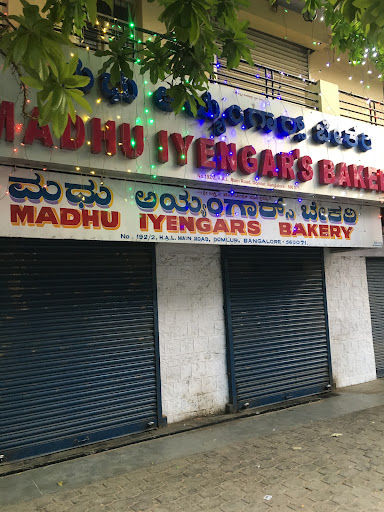 ಮಧು ಅಯ್ಯಂಗಾರ್ಸ್ ಬೇಕರಿ
MADHU IYENGAR'S BAKERY
ಮಧು ಅಯ್ಯಂಗಾರ್ಸ್ ಬೇಕರಿ
MADHU IYENGARS BAKERY
No. 192/2, H.A.L. MAIN ROAD, DOMLUR, BANGALORE - 560071.